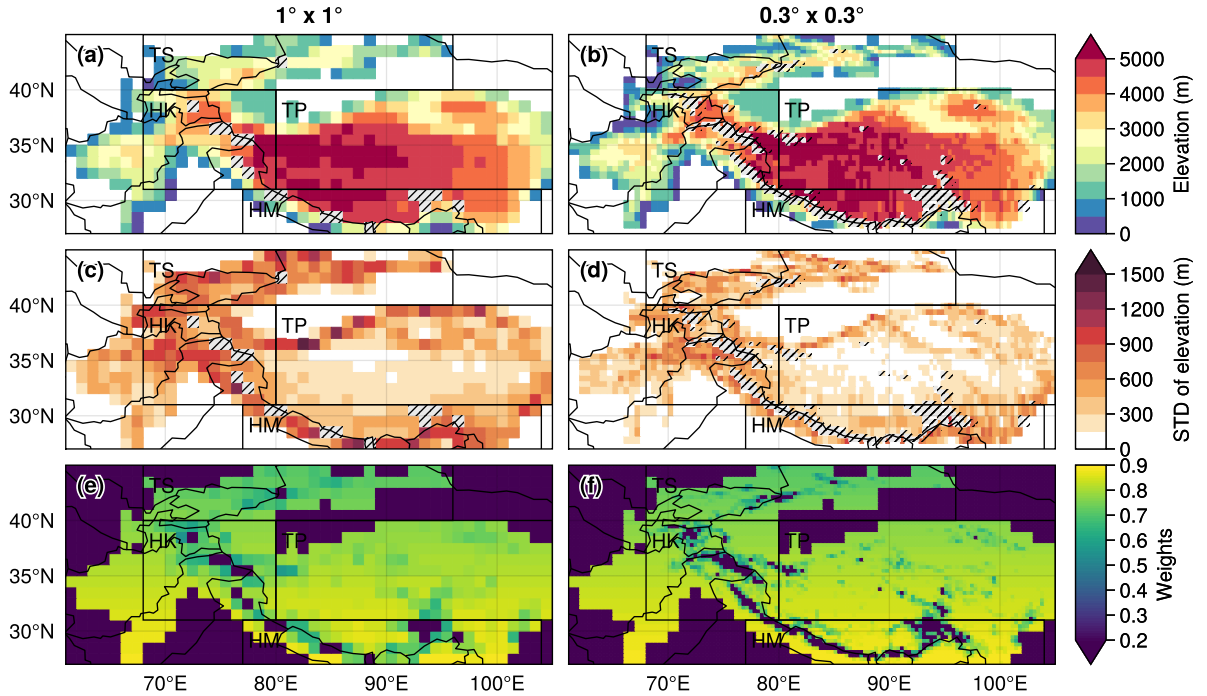 1° x 1°
0.3° x 0.3°
(a)
TS
HK
TP
HM
40°N
35°N
30°N
(b)
TS
HK
TP
HM
5000
4000
3000
2000
1000
0
Elevation (m)
(c)
TS
HK
TP
HM
40°N
35°N
30°N
(d)
TS
HK
TP
HM
1500
1200
900
600
300
0
STD of elevation (m)
(e)
TS
HK
TP
HM
40°N
35°N
30°N
70°E
80°E
90°E
100°E
(f)
TS
HK
TP
HM
70°E
80°E
90°E
100°E
0.9
0.8
0.7
0.6
0.5
0.4
0.3
0.2
Weights